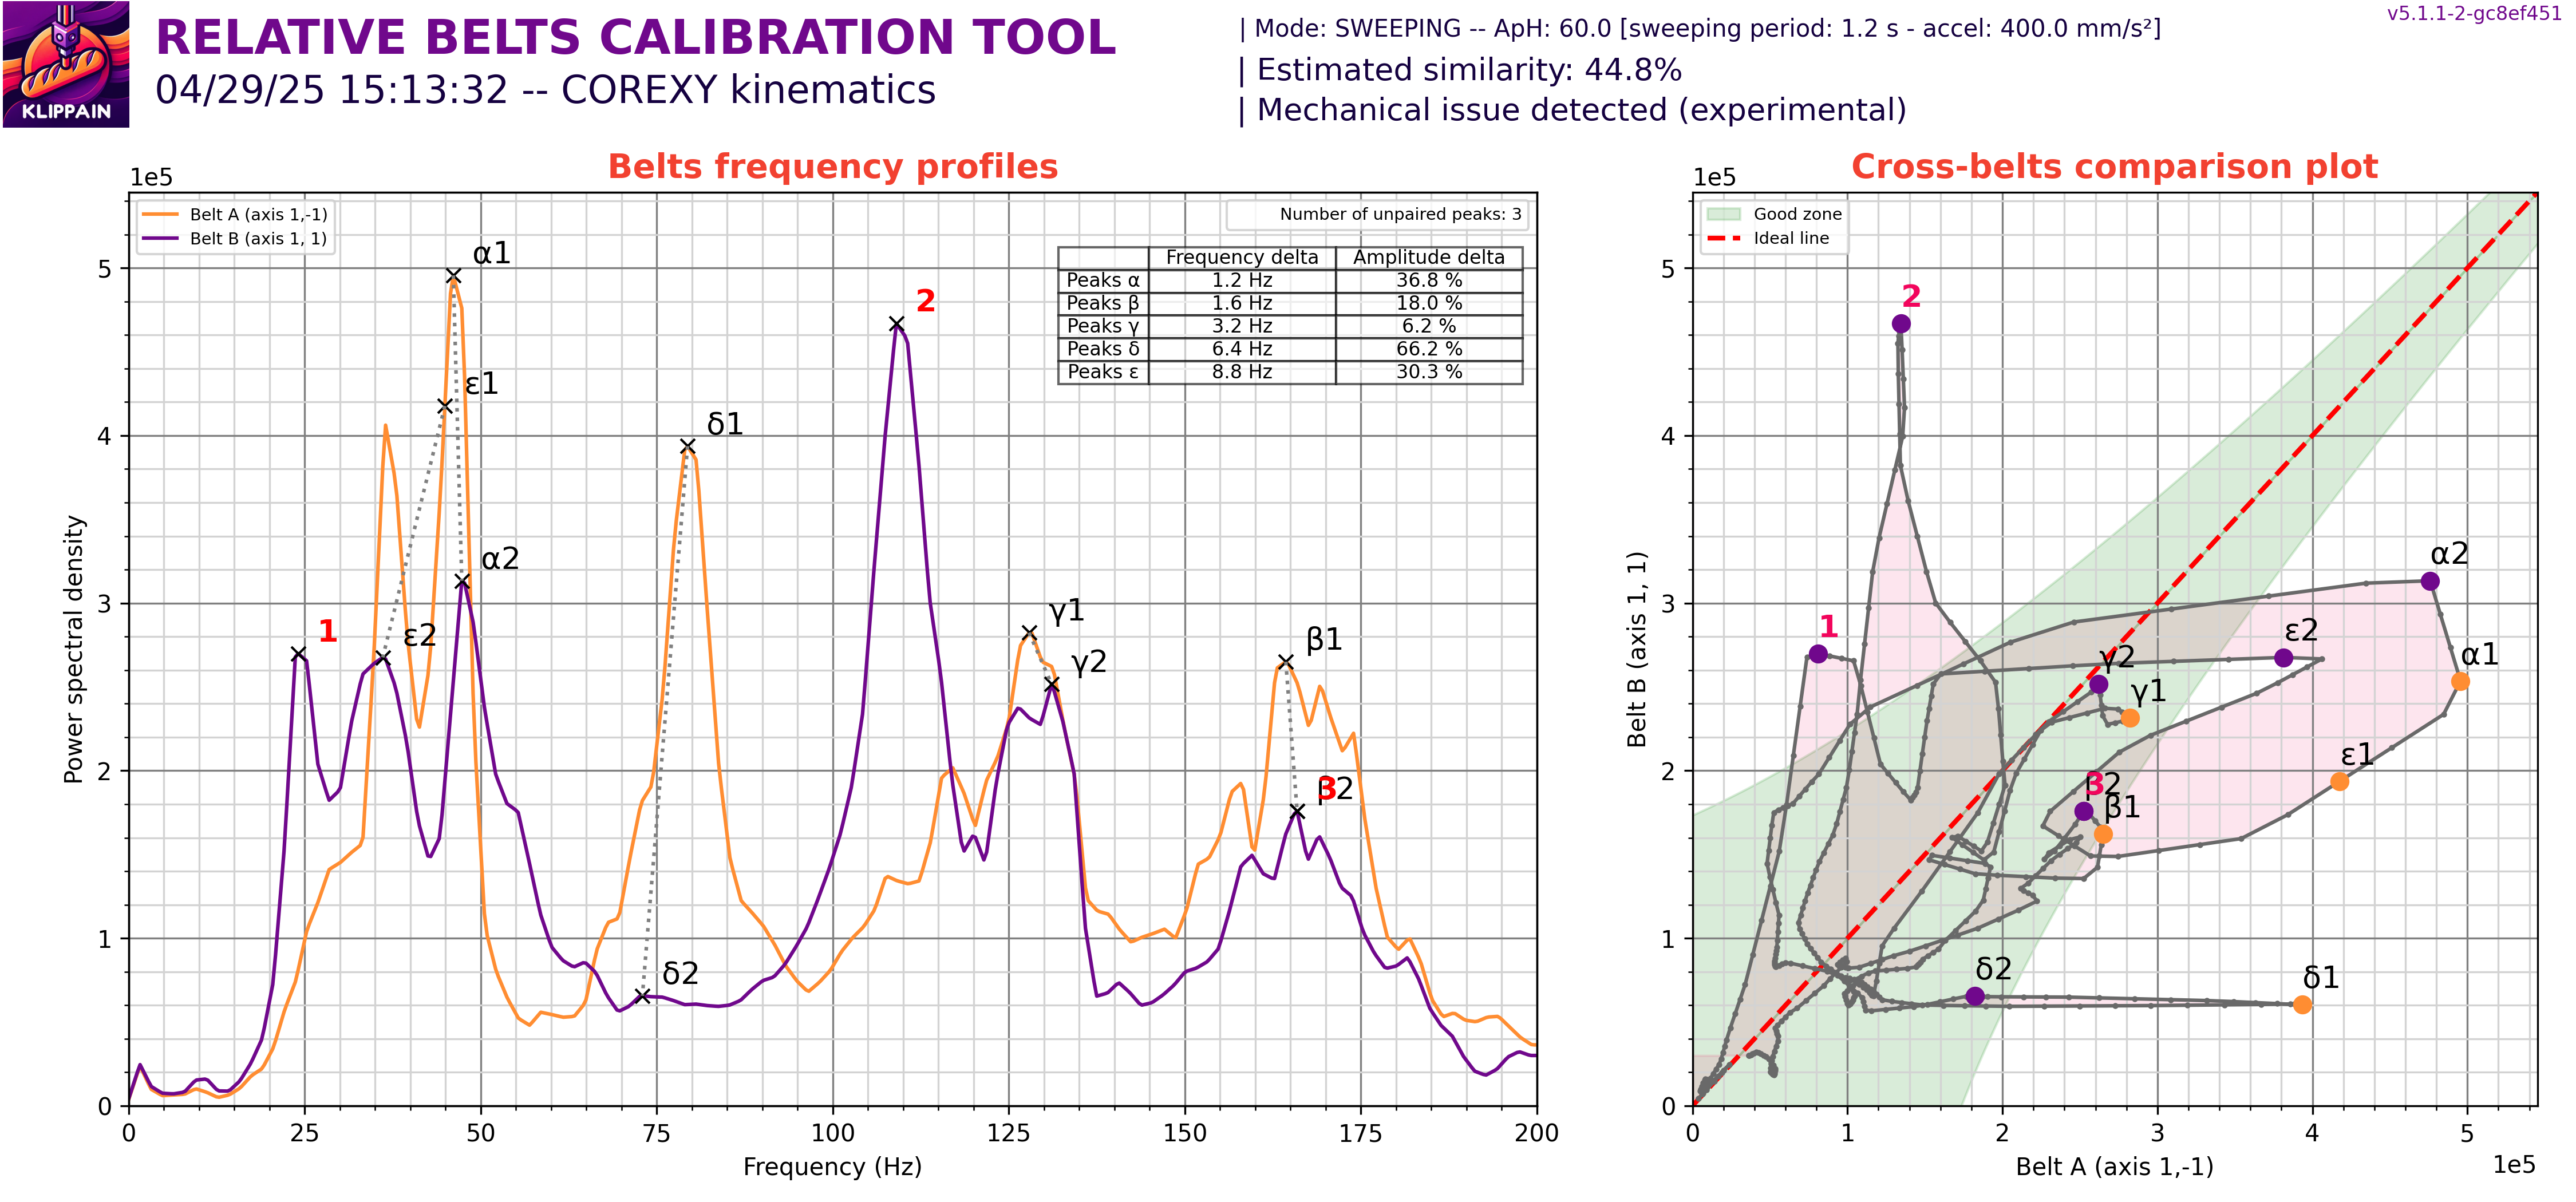 KLIPPAIN
RELATIVE BELTS CALIBRATION TOOL
04/29/25 15:13:32 -- COREXY kinematics
| Mode: SWEEPING -- ApH: 60.0 [sweeping period: 1.2 s - accel: 400.0 mm/s²]
| Estimated similarity: 44.8%
| Mechanical issue detected (experimental)
v5.1.1-2-gc8ef451
Belts frequency profiles
1e5
Belt A (axis 1,-1)
Belt B (axis 1, 1)
Number of unpaired peaks: 3
Frequency delta Amplitude delta
Peaks α 1.2 Hz 36.8 %
Peaks β 1.6 Hz 18.0 %
Peaks γ 3.2 Hz 6.2 %
Peaks δ 6.4 Hz 66.2 %
Peaks ε 8.8 Hz 30.3 %
α1
2
ε1
δ1
α2
1
ε2
γ1
γ2
β1
β2
3
δ2
5
4
3
2
1
0
Power spectral density
0 25 50 75 100 125 150 175 200
Frequency (Hz)
Cross-belts comparison plot
1e5
Good zone
Ideal line
2
α2
1
ε2
γ2
α1
γ1
ε1
β2
3
β1
δ2
δ1
5
4
3
2
1
0
Belt B (axis 1, 1)
0 1 2 3 4 5
Belt A (axis 1,-1)
1e5